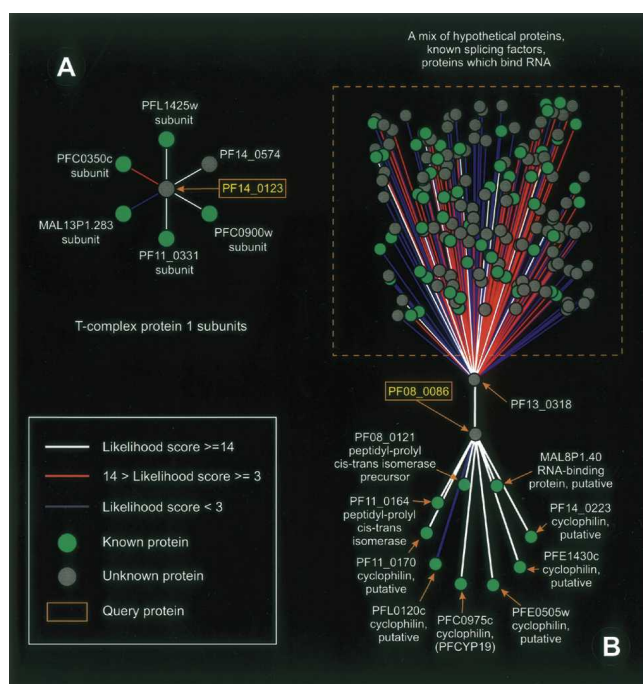 A mix of hypothetical proteins,
known splicing factors,
proteins which bind RNA
A
PFL1425w
subunit
PFC0350c
subunit
PF14_0574
PF14_0123
MAL13P1.283
subunit
PFC0900w
subunit
PF11_0331
subunit
T-complex protein 1 subunits
PF08_0086
PF13_0318
PF08_0121
peptidyl-prolyl
cis-trans isomerase
precursor
MAL8P1.40
RNA-binding
protein, putative
PF11_0164
peptidyl-prolyl
cis-trans
isomerase
PF14_0223
cyclophilin,
putative
PF11_0170
cyclophilin,
putative
PFE1430c
cyclophilin,
putative
PFL0120c
cyclophilin,
putative
PFC0975c
cyclophilin,
(PFCYP19)
PFE0505w
cyclophilin,
putative
B
Likelihood score >=14
14 > Likelihood score >= 3
Likelihood score < 3
Known protein
Unknown protein
Query protein